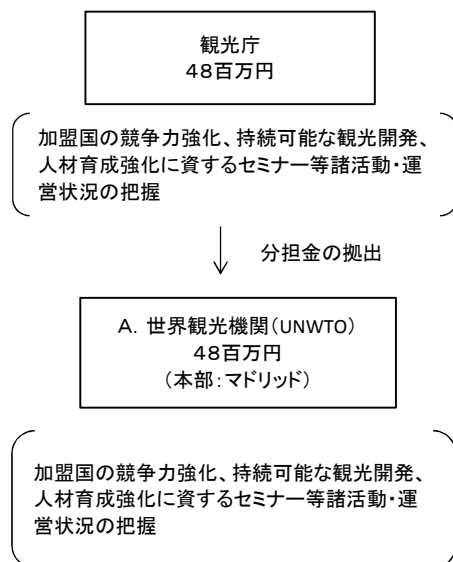 観光庁
48百万円
加盟国の競争力強化、持続可能な観光開発、
人材育成強化に資するセミナー等諸活動・運
営状況の把握
分担金の拠出
A. 世界観光機関(UNWTO)
48百万円
(本部:マドリッド)
加盟国の競争力強化、持続可能な観光開発、
人材育成強化に資するセミナー等諸活動・運
営状況の把握